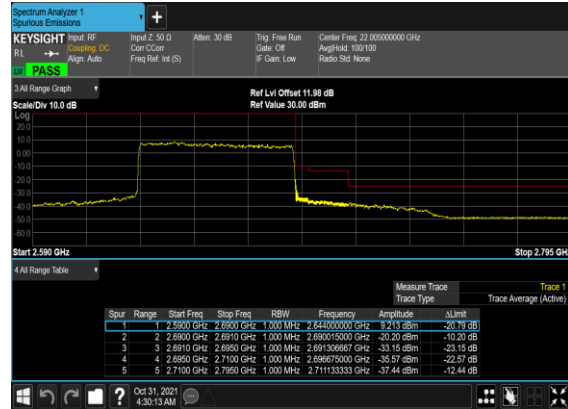 Spectrum Analyzer 1
Spurious Emissions
KEYSIGHT Input: RF Input Z: 50 Ω Atten: 30 dB Trig: Free Run Center Freq: 22.005000000 GHz
RL Coupling: DC Corr CCorr Gate: Off Avg|Hold: 100/100
Align: Auto Freq Ref: Int (S) IF Gain: Low Radio Std: None
PASS
3 All Range Graph
Ref Lvl Offset 11.98 dB
Scale/Div 10.0 dB Ref Value 30.00 dBm
Log
20.0
10.0
0.00
-10.0
-20.0
-30.0
-40.0
-50.0
-60.0
Start 2.590 GHz Stop 2.795 GH
4 All Range Table
Measure Trace Trace 1
Trace Type Trace Average (Active)
Spur Range Start Freq Stop Freq RBW Frequency Amplitude ΔLimit
1 1 2.5900 GHz 2.6900 GHz 1.000 MHz 2.644000000 GHz 9.213 dBm -20.79 dB
2 2 2.6900 GHz 2.6910 GHz 1.000 MHz 2.690015000 GHz -20.20 dBm -10.20 dB
3 3 2.6910 GHz 2.6950 GHz 1.000 MHz 2.691306667 GHz -33.15 dBm -23.15 dB
4 4 2.6950 GHz 2.7100 GHz 1.000 MHz 2.696675000 GHz -35.57 dBm -22.57 dB
5 5 2.7100 GHz 2.7950 GHz 1.000 MHz 2.711133333 GHz -37.44 dBm -12.44 dB
Oct 31, 2021
4:30:13 AM